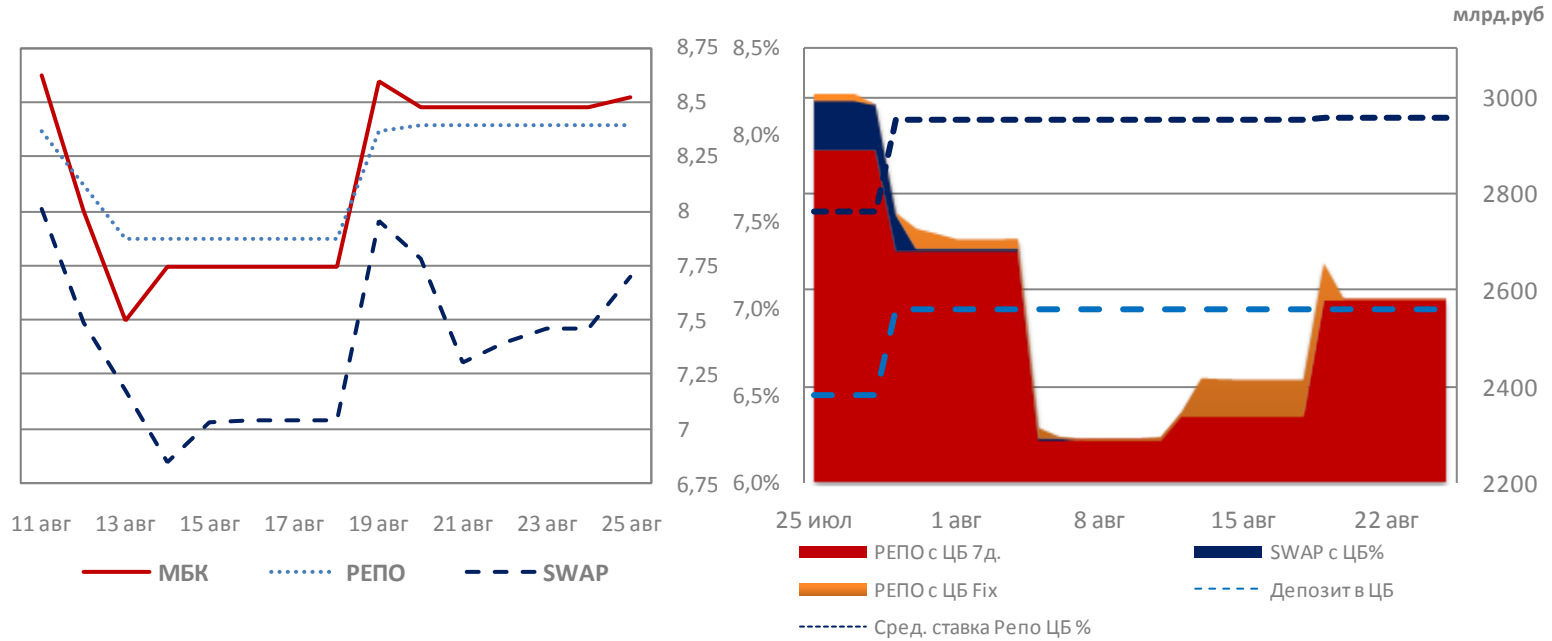 млрд.руб
8,75
8,5
8,25
8
7,75
7,5
7,25
7
6,75
11 авг 13 авг 15 авг 17 авг 19 авг 21 авг 23 авг 25 авг
МБК РЕПО SWAP
8,5%
8,0%
7,5%
7,0%
6,5%
6,0%
3000
2800
2600
2400
2200
25 июл 1 авг 8 авг 15 авг 22 авг
РЕПО с ЦБ 7д. SWAP с ЦБ%
РЕПО с ЦБ Fix Депозит в ЦБ
Сред. ставка Репо ЦБ %